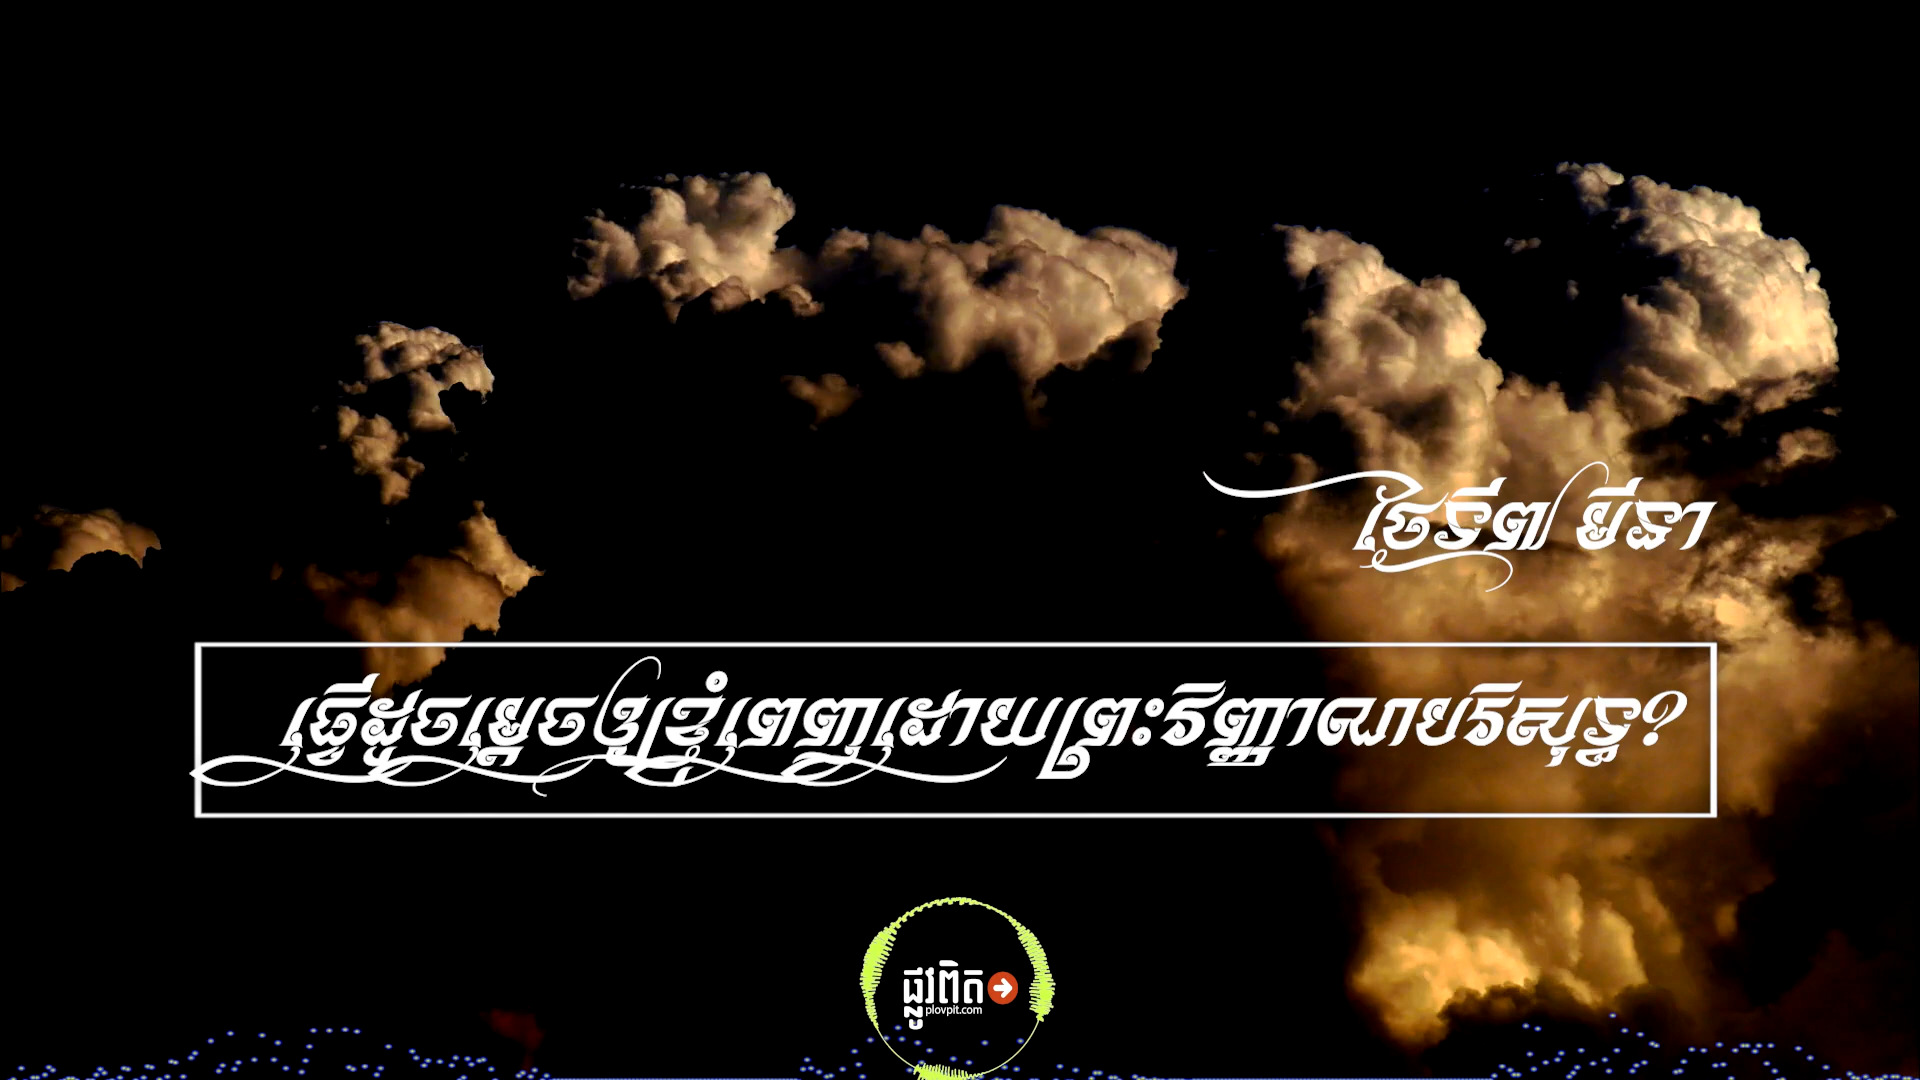 ថ្ងៃទី៧ មីនា
ធ្វើដូចម្ដេចឲ្យខ្ញុំពេញដោយព្រះវិញ្ញាណបរិសុទ្ធ?
ផ្លូវពិត
plovpit.com